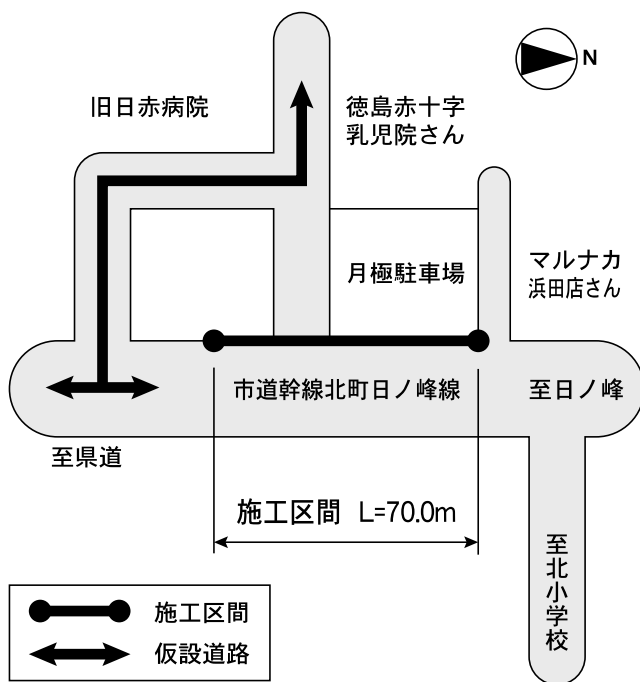 N
旧日赤病院
徳島赤十字
乳児院さん
月極駐車場
マルナカ
浜田店さん
市道幹線北町日ノ峰線
至日ノ峰
至県道
施工区間 L=70.0m
至北小学校
施工区間
仮設道路